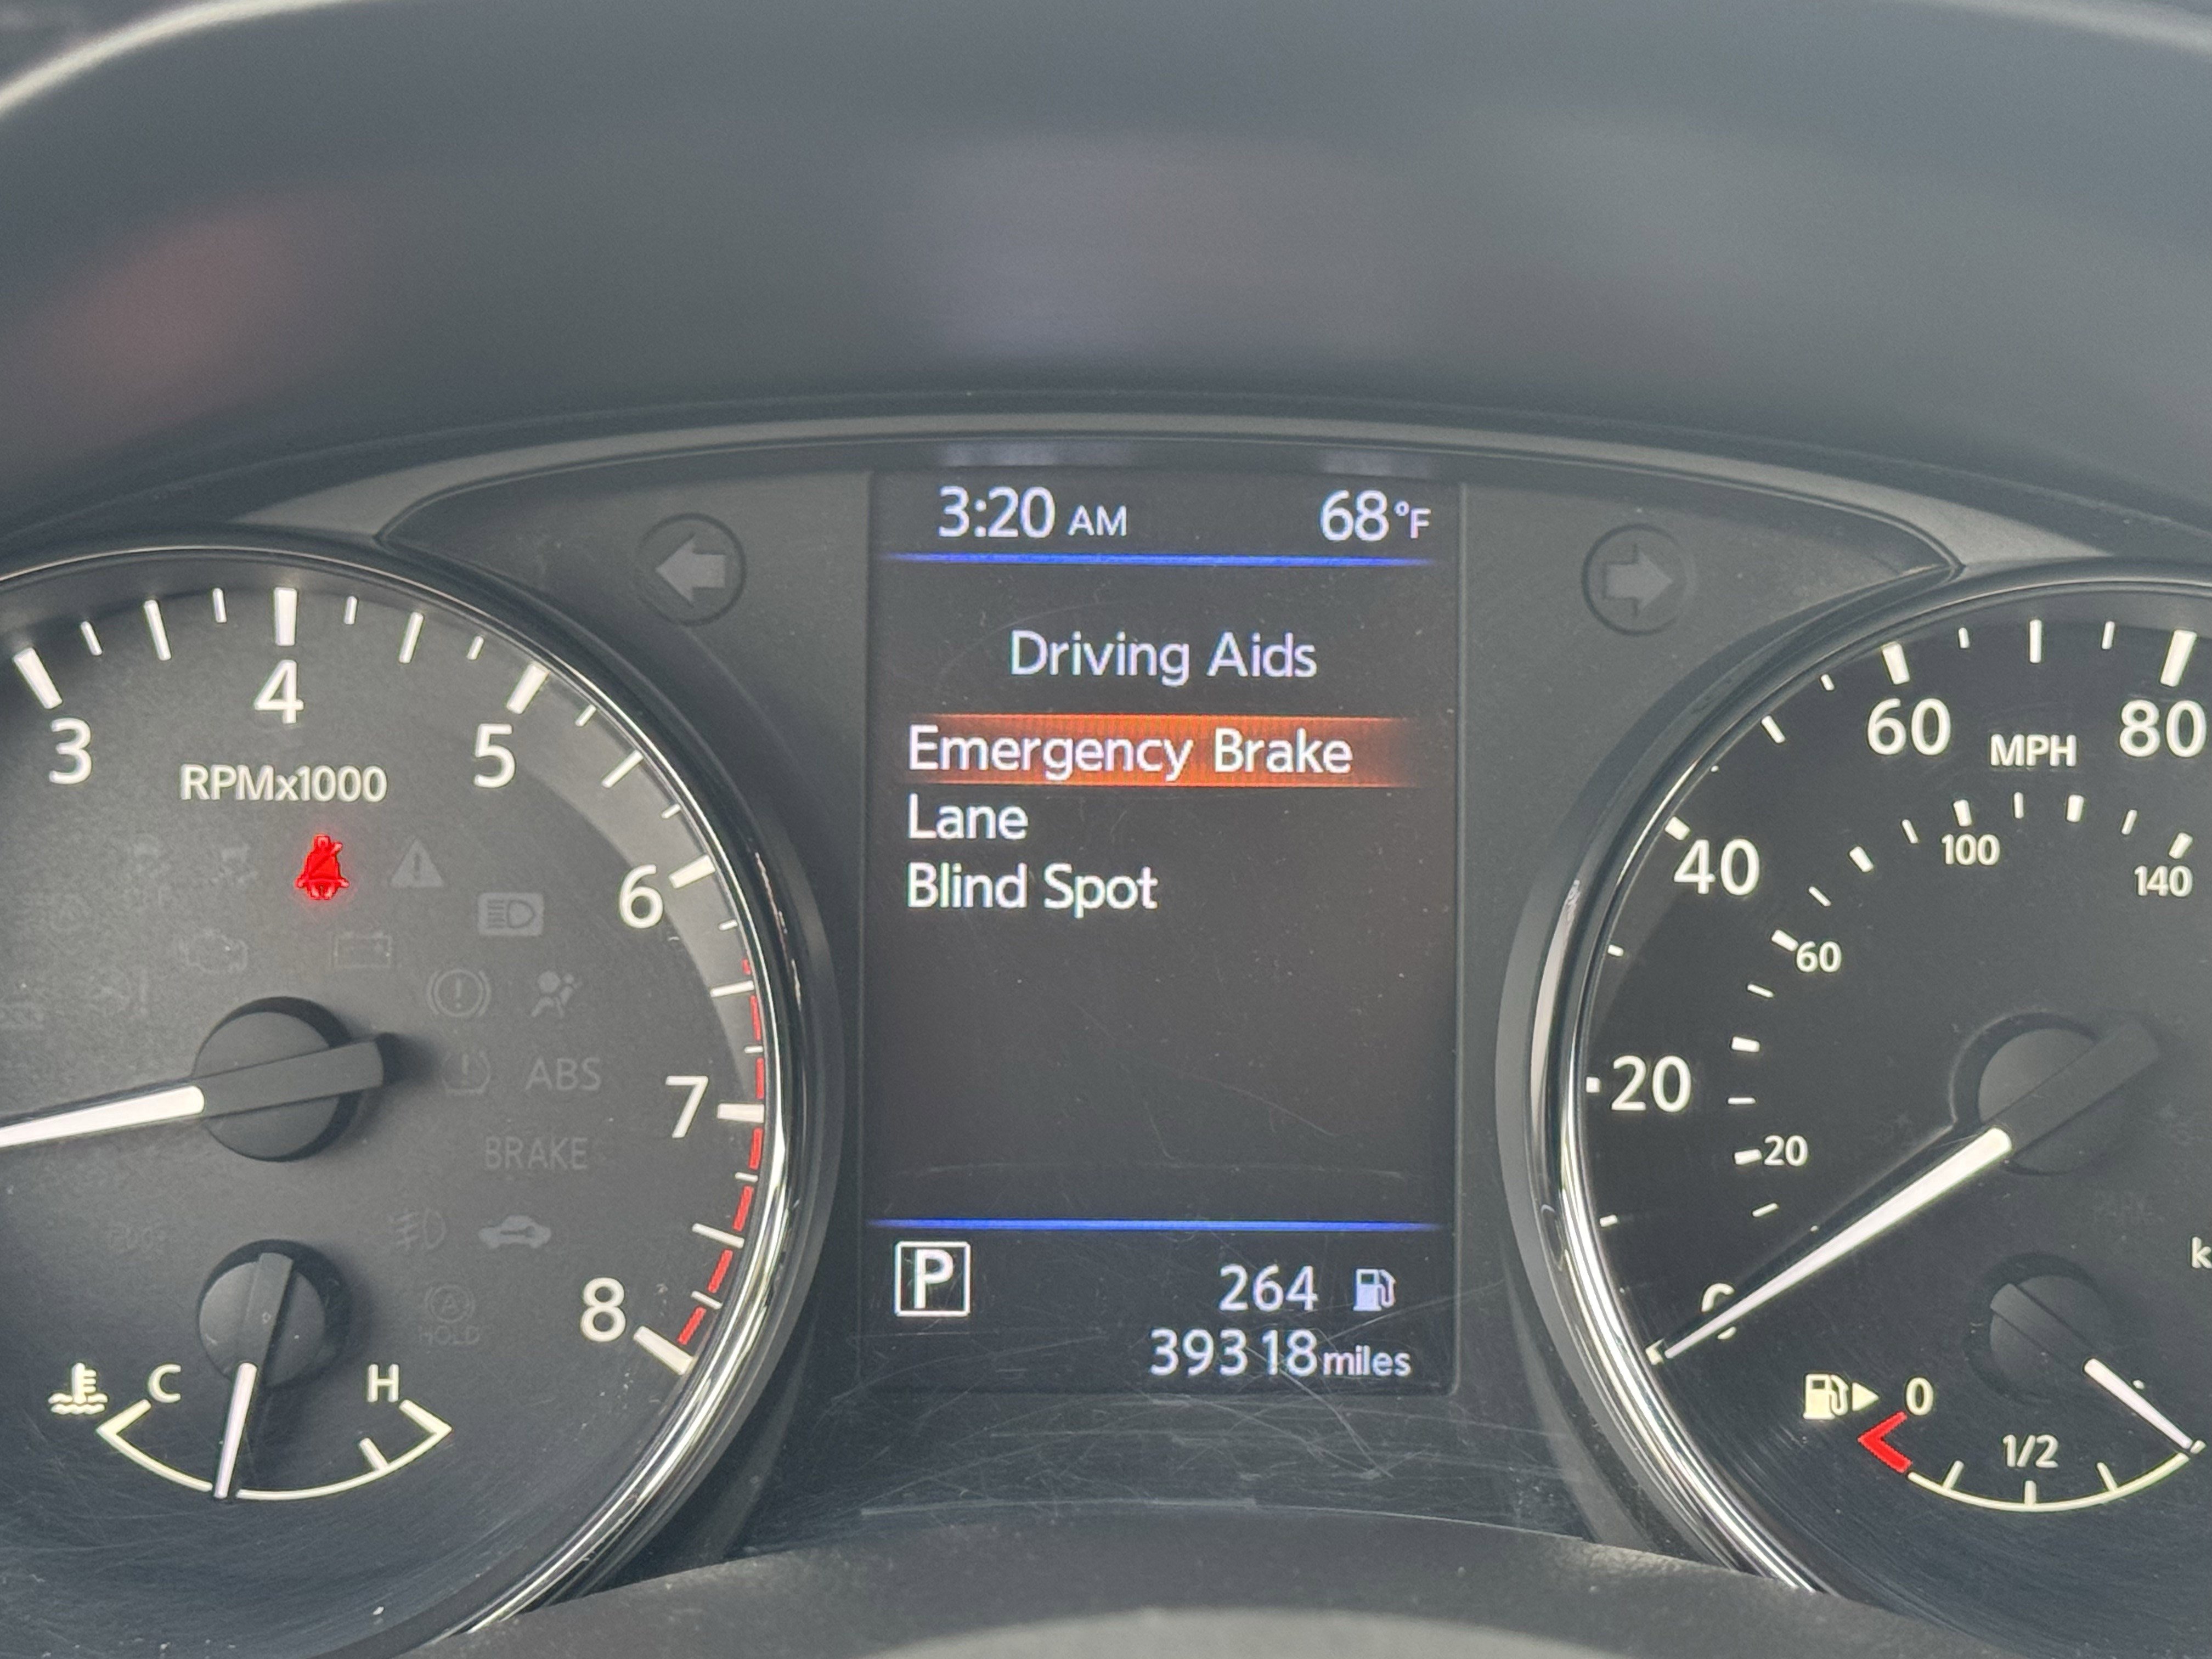 3:20 AM 68°F
Driving Aids
Emergency Brake
Lane
Blind Spot
P 264
39318 miles
3 4 5 6 7 8
RPMx1000
ABS
BRAKE
HOLD
C H
20 40 60 80
MPH
20 60 100 140
0 1/2